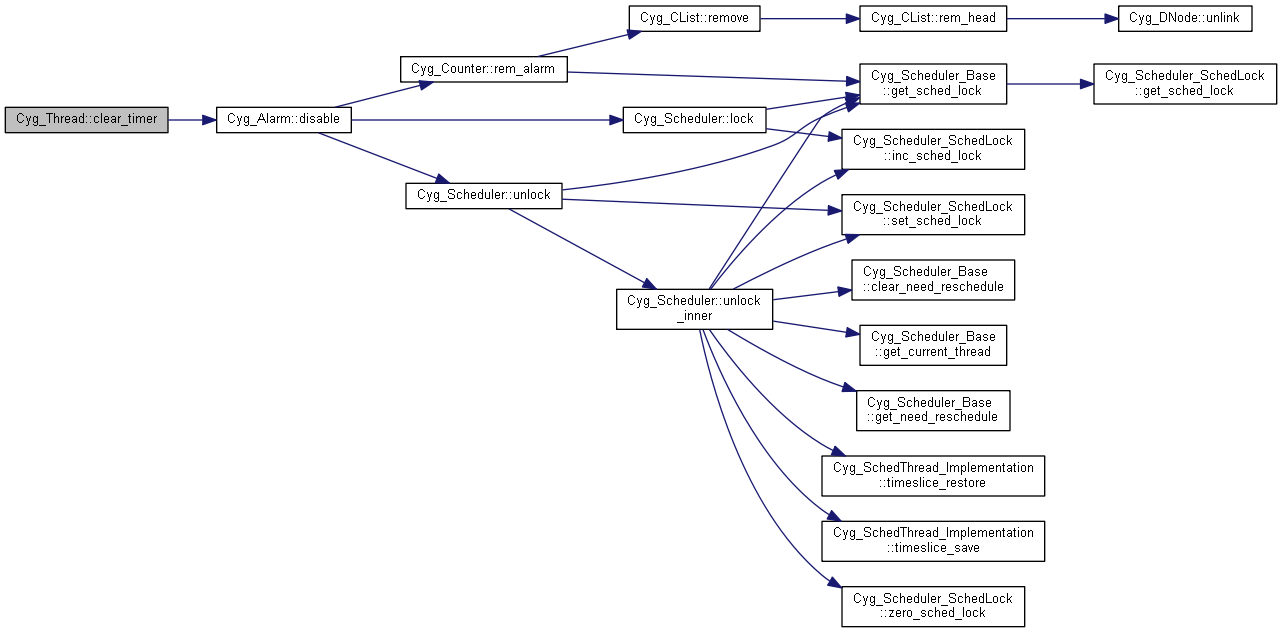 Cyg_CList::remove
Cyg_CList::rem_head
Cyg_DNode::unlink
Cyg_Counter::rem_alarm
Cyg_Scheduler_Base
::get_sched_lock
Cyg_Scheduler_SchedLock
::get_sched_lock
Cyg_Thread::clear_timer
Cyg_Alarm::disable
Cyg_Scheduler::lock
Cyg_Scheduler_SchedLock
::inc_sched_lock
Cyg_Scheduler::unlock
Cyg_Scheduler_SchedLock
::set_sched_lock
Cyg_Scheduler_Base
::clear_need_reschedule
Cyg_Scheduler::unlock
_inner
Cyg_Scheduler_Base
::get_current_thread
Cyg_Scheduler_Base
::get_need_reschedule
Cyg_SchedThread_Implementation
::timeslice_restore
Cyg_SchedThread_Implementation
::timeslice_save
Cyg_Scheduler_SchedLock
::zero_sched_lock